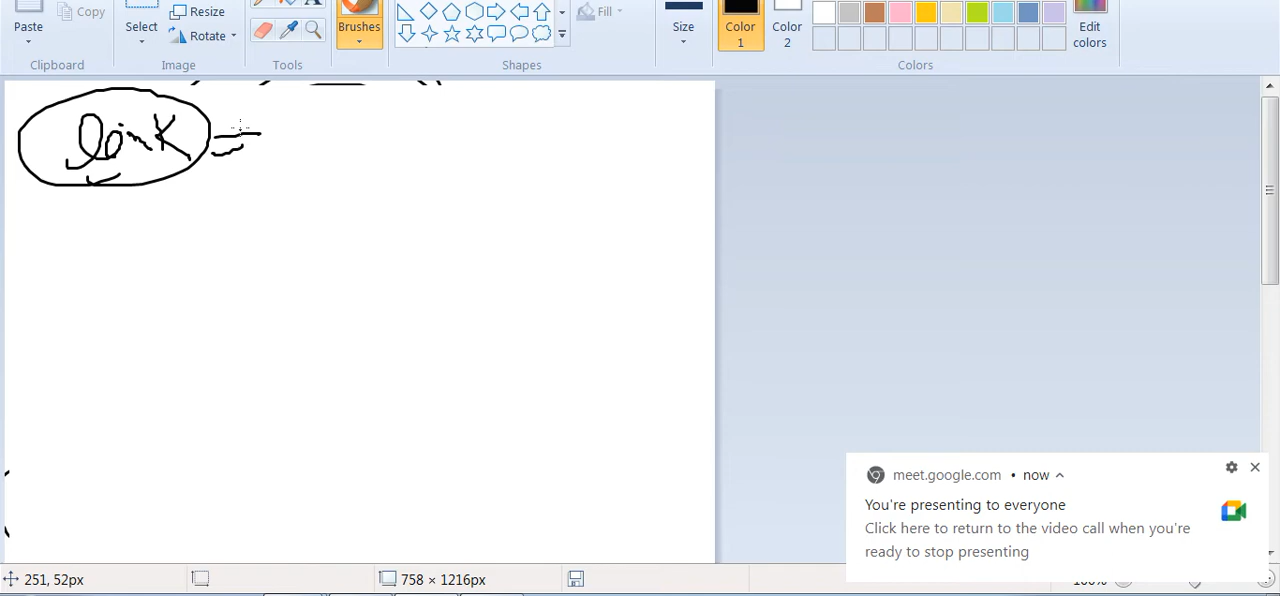 Paste
Copy
Select
Resize
Rotate
Brushes
Fill
Size
Color 1
Color 2
Edit colors
Clipboard
Image
Tools
Shapes
Colors
link =
meet.google.com • now
You're presenting to everyone
Click here to return to the video call when you're
ready to stop presenting
251, 52px
758 × 1216px
100%